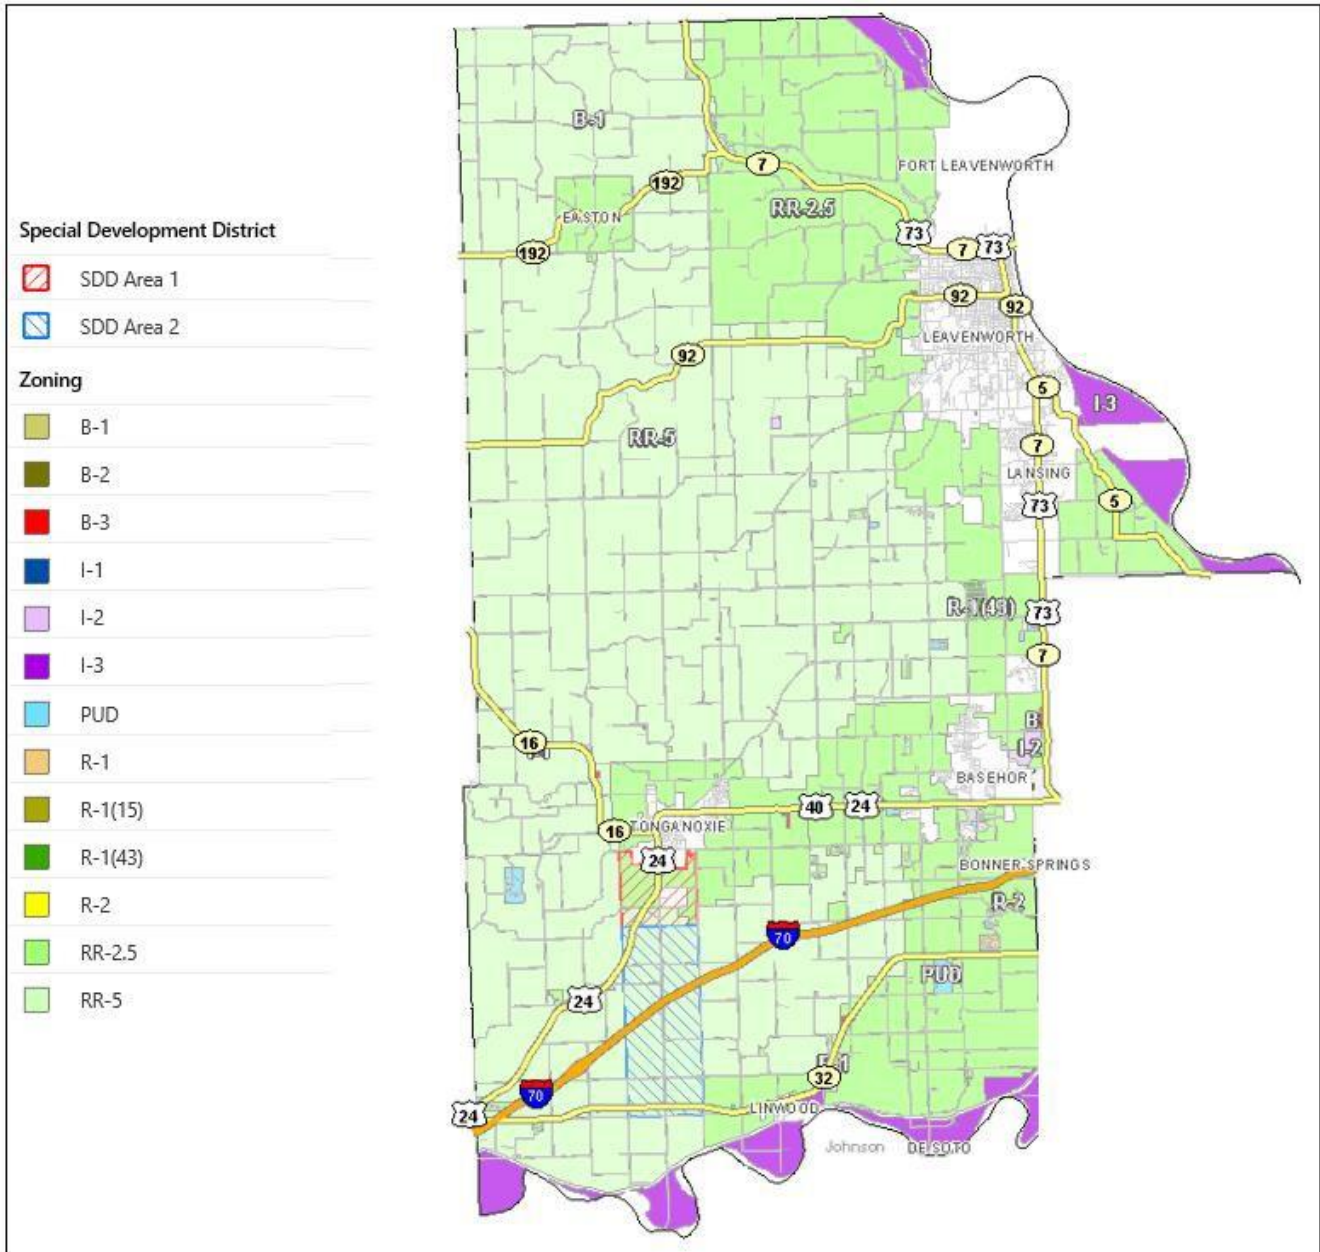 Special Development District
SDD Area 1
SDD Area 2
Zoning
B-1
B-2
B-3
I-1
I-2
I-3
PUD
R-1
R-1(15)
R-1(43)
R-2
RR-2.5
RR-5
B-1
FORT LEAVENWORTH
7
192
RR-2.5
EASTON
73
7
73
192
92
92
LEAVENWORTH
92
5
I-3
RR-5
7
LANSING
73
5
R-1(43)
73
7
B
16
I-2
BASEHOR
40
24
TONGANOXIE
16
24
BONNER SPRINGS
R-2
70
PUD
24
32
70
LINWOOD
24
Johnson
DE SOTO